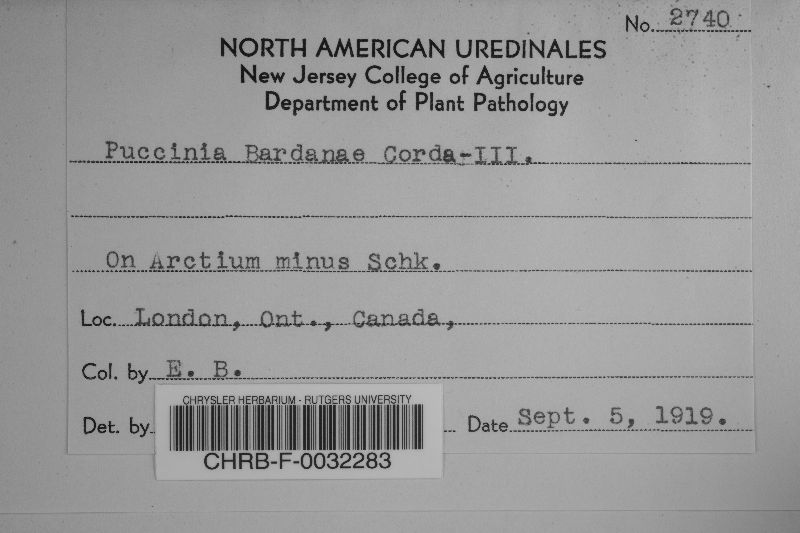 No. 2740
NORTH AMERICAN UREDINALES
New Jersey College of Agriculture
Department of Plant Pathology
Puccinia Bardanae Corda-III.
On Arctium minus Schk.
Loc. London, Ont., Canada,
Col. by E. B.
CHRYSLER HERBARIUM - RUTGERS UNIVERSITY
Det. by
Date Sept. 5, 1919.
CHRB-F-0032283